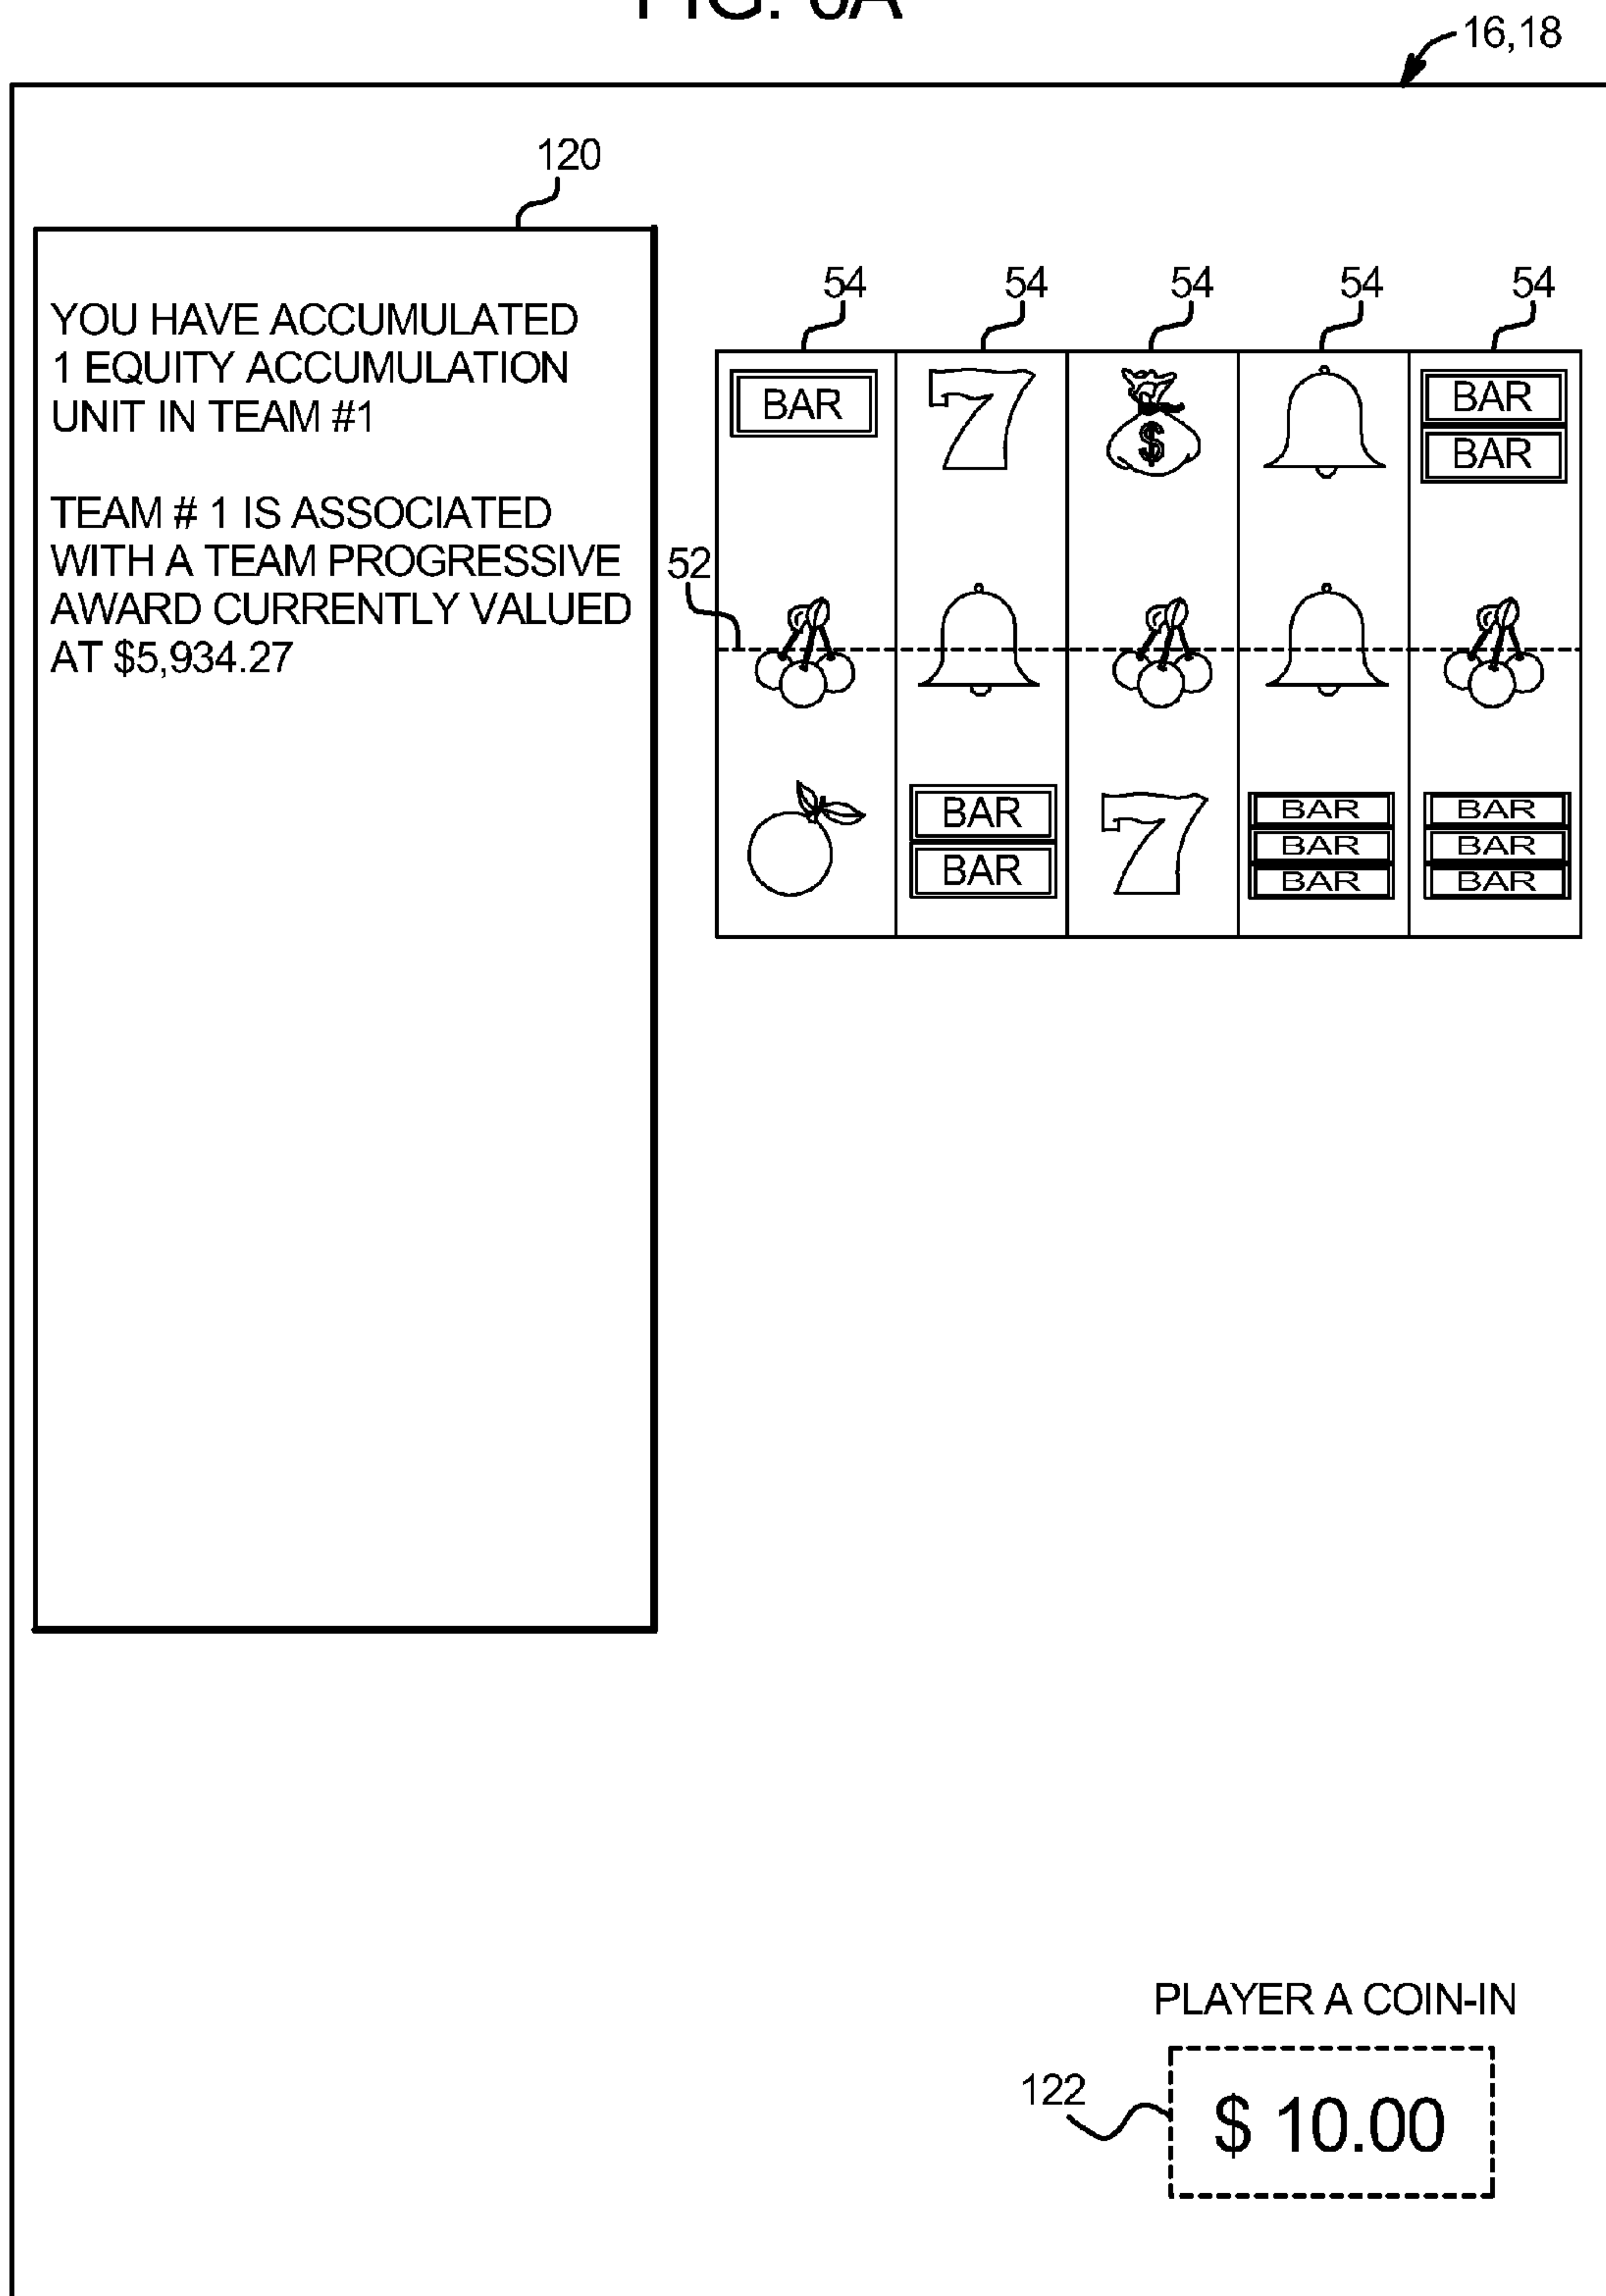 16,18
120
YOU HAVE ACCUMULATED
1 EQUITY ACCUMULATION
UNIT IN TEAM #1
TEAM # 1 IS ASSOCIATED
WITH A TEAM PROGRESSIVE
AWARD CURRENTLY VALUED
AT $5,934.27
54 54 54 54 54
BAR 7 $ BAR
BAR
52
BAR 7 BAR BAR
BAR BAR BAR
BAR BAR
PLAYER A COIN-IN
122
$ 10.00